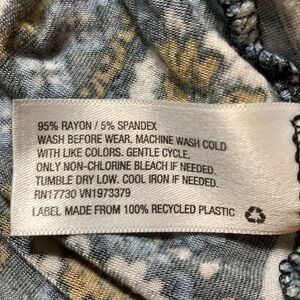 95% RAYON / 5% SPANDEX
WASH BEFORE WEAR. MACHINE WASH COLD
WITH LIKE COLORS. GENTLE CYCLE.
ONLY NON-CHLORINE BLEACH IF NEEDED.
TUMBLE DRY LOW. COOL IRON IF NEEDED.
RN17730 VN1973379
LABEL MADE FROM 100% RECYCLED PLASTIC